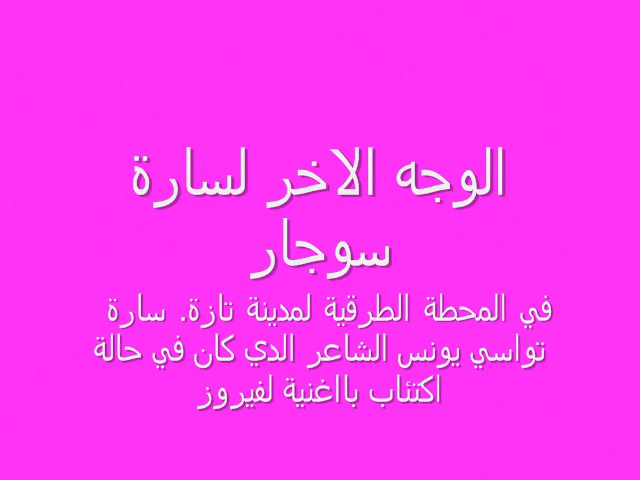 الوجه الاخر لسارة
سوجار
في المحطة الطرقية لمدينة تازة. سارة
تواسي يونس الشاعر الدي كان في حالة
اكتئاب بااغنية لفيروز